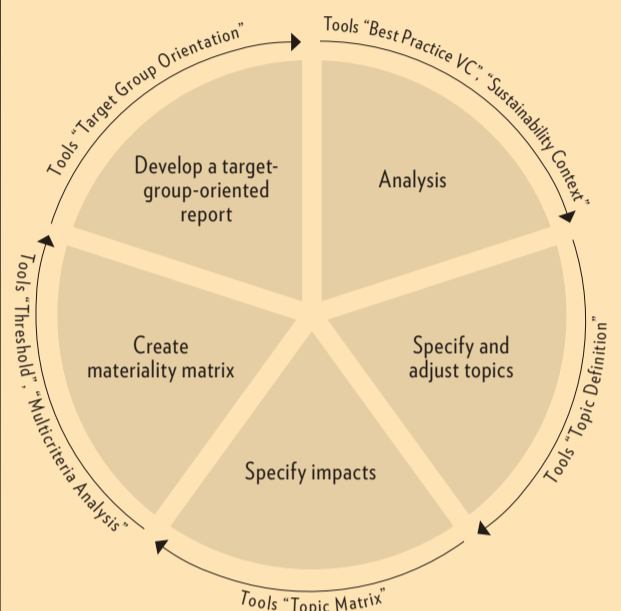 Tools “Target Group Orientation”
Tools “Best Practice VC”, “Sustainability Context”
Develop a target-
group-oriented
report
Analysis
Tools “Threshold”, “Multicriteria Analysis”
Create
materiality matrix
Specify and
adjust topics
Tools “Topic Definition”
Specify impacts
Tools “Topic Matrix”